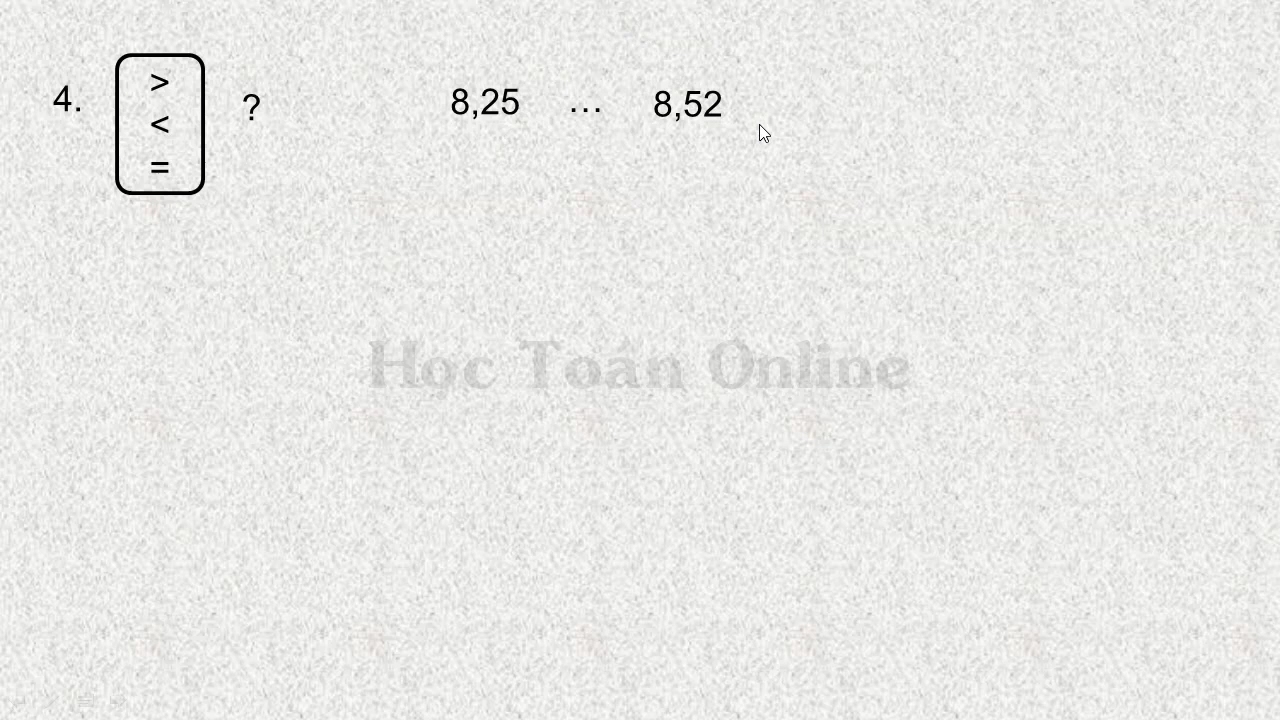 4. > ? 8,25 ... 8,52
<
=
Học Toán Online